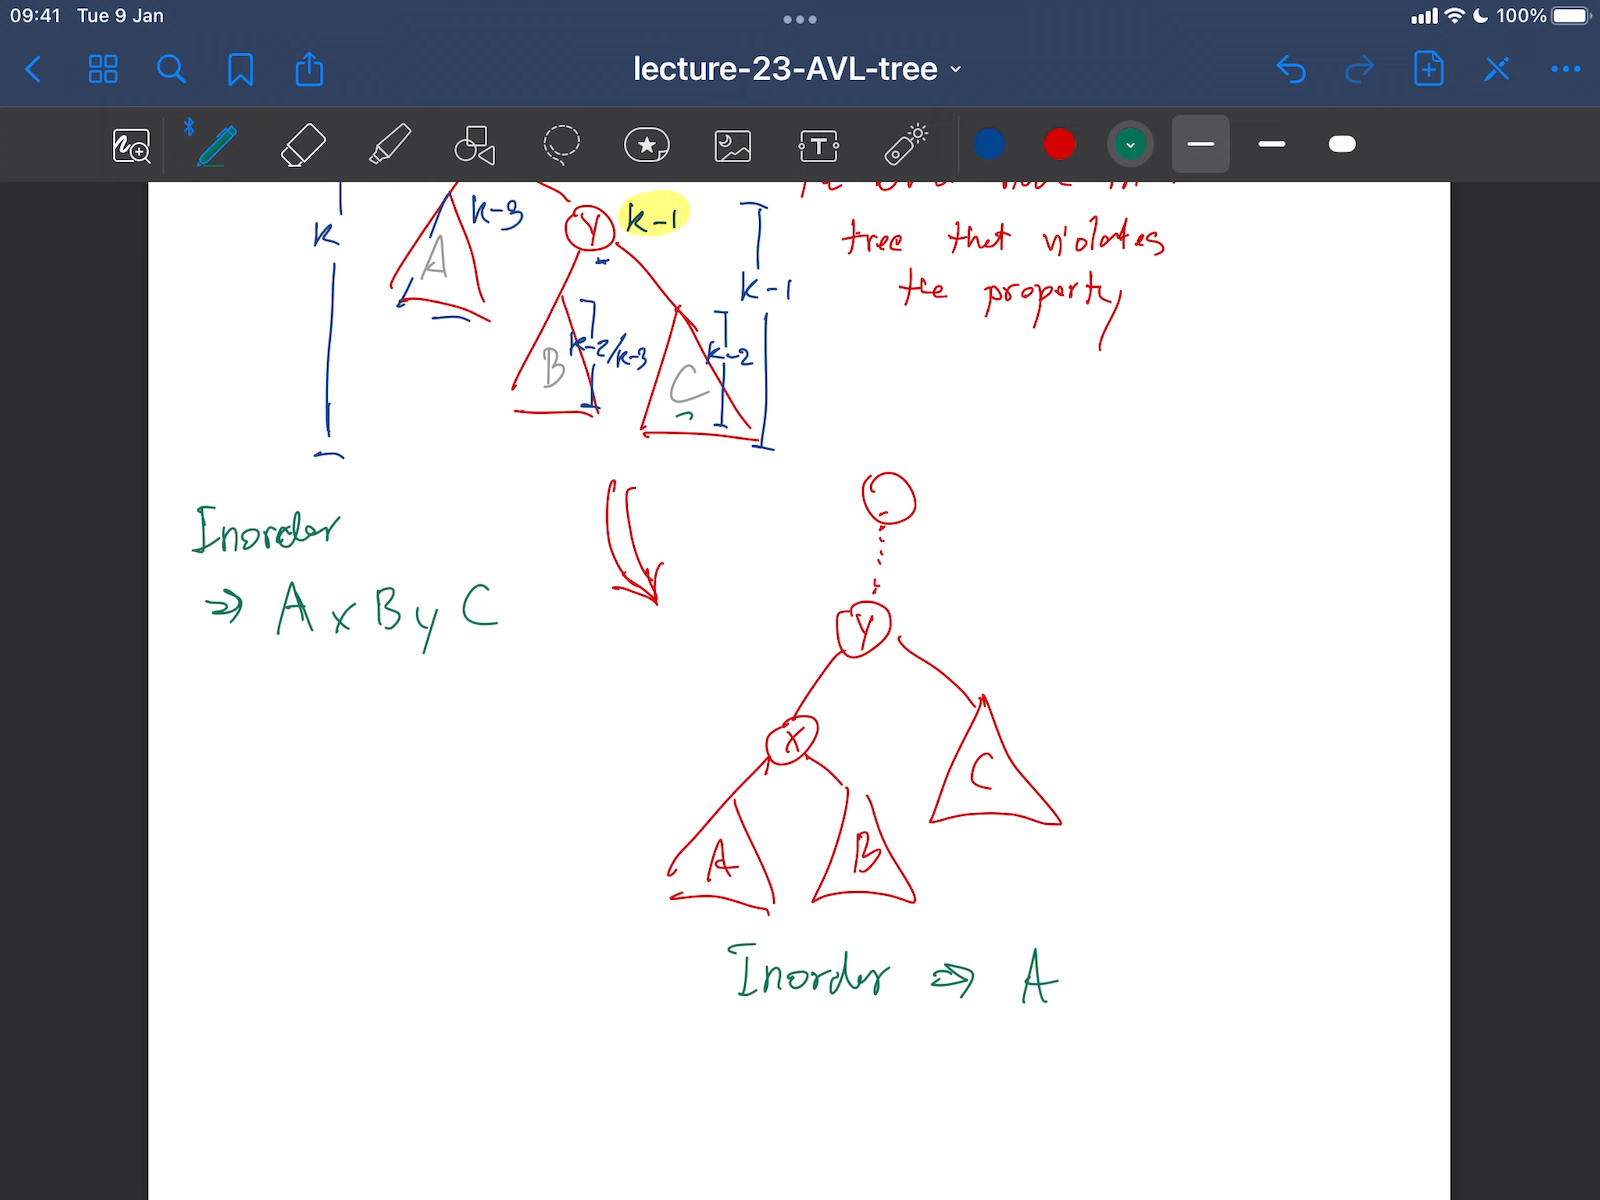 09:41 Tue 9 Jan
100%
lecture-23-AVL-tree
T
k
A
k-3
Y
k-1
k-1
B
k-2/k-3
C
k-2
tree that violates
the property
Inorder
⇒ A x B y C
Y
X
C
A
B
Inorder ⇒ A